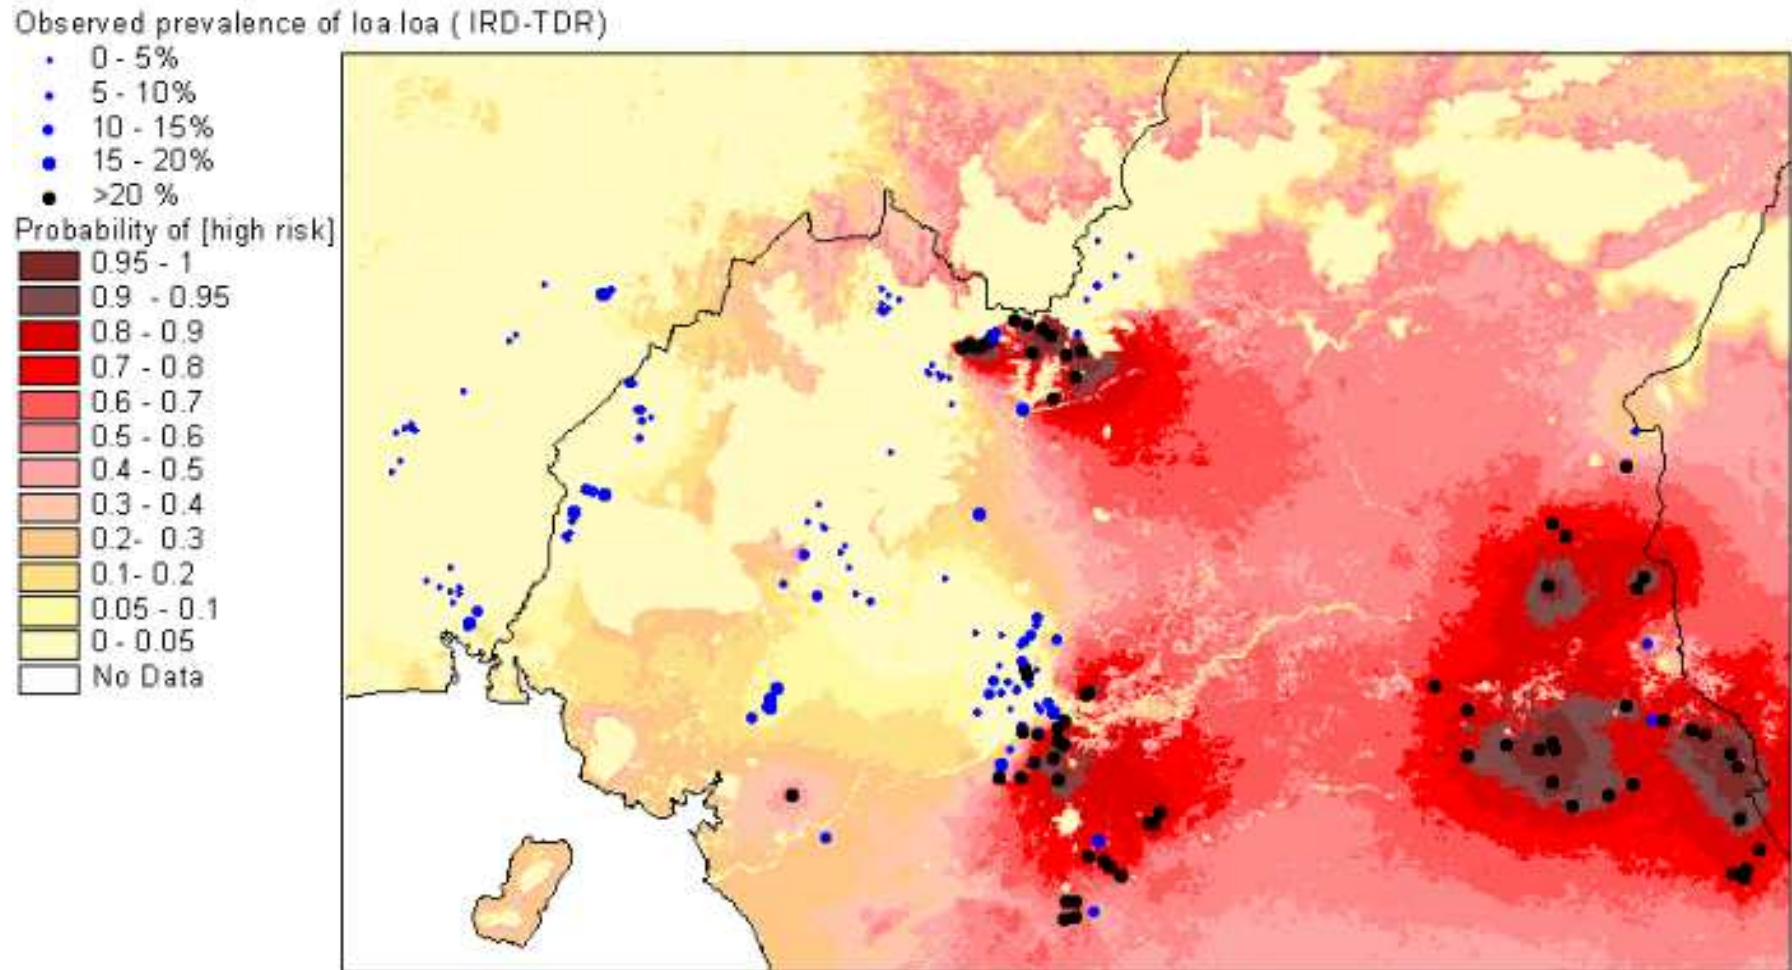 Observed prevalence of loa loa ( IRD-TDR)
0 - 5%
5 - 10%
10 - 15%
15 - 20%
>20 %
Probability of [high risk]
0.95 - 1
0.9 - 0.95
0.8 - 0.9
0.7 - 0.8
0.6 - 0.7
0.5 - 0.6
0.4 - 0.5
0.3 - 0.4
0.2- 0.3
0.1- 0.2
0.05 - 0.1
0 - 0.05
No Data